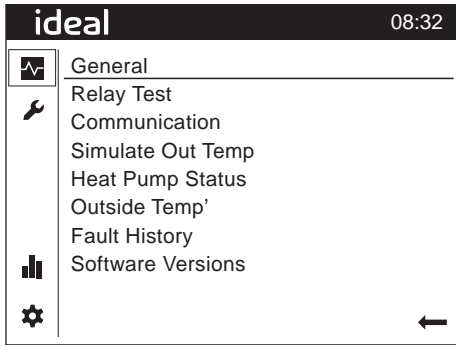 ideal 08:32
General
Relay Test
Communication
Simulate Out Temp
Heat Pump Status
Outside Temp'
Fault History
Software Versions